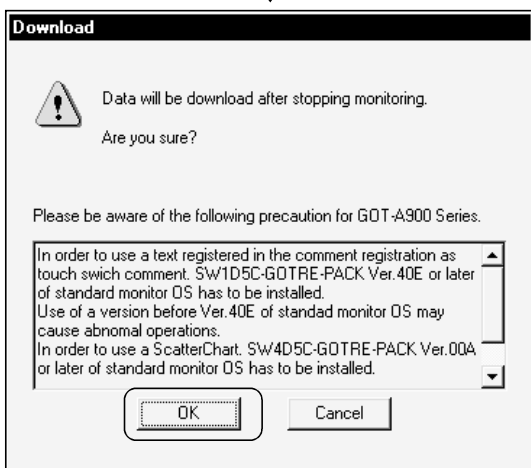 Download
Data will be download after stopping monitoring.
Are you sure?
Please be aware of the following precaution for GOT-A900 Series.
In order to use a text registered in the comment registration as
touch swich comment. SW1D5C-GOTRE-PACK Ver.40E or later
of standard monitor OS has to be installed.
Use of a version before Ver.40E of standad monitor OS may
cause abnomal operations.
In order to use a ScatterChart. SW4D5C-GOTRE-PACK Ver.00A
or later of standard monitor OS has to be installed.
OK
Cancel